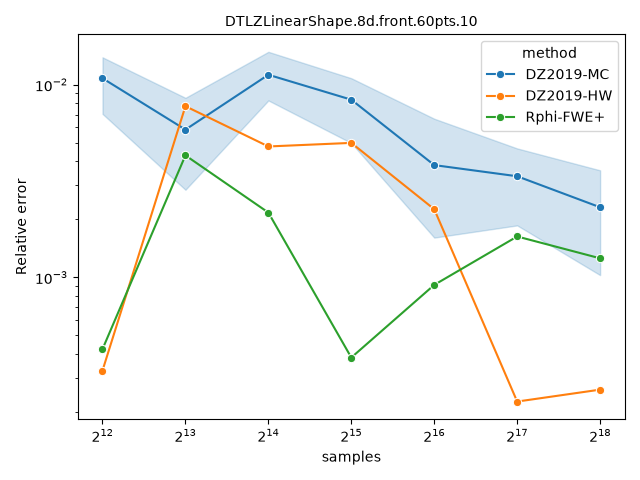 DTLZLinearShape.8d.front.60pts.10
method
DZ2019-MC
DZ2019-HW
Rphi-FWE+
Relative error
10⁻²
10⁻³
2¹² 2¹³ 2¹⁴ 2¹⁵ 2¹⁶ 2¹⁷ 2¹⁸
samples